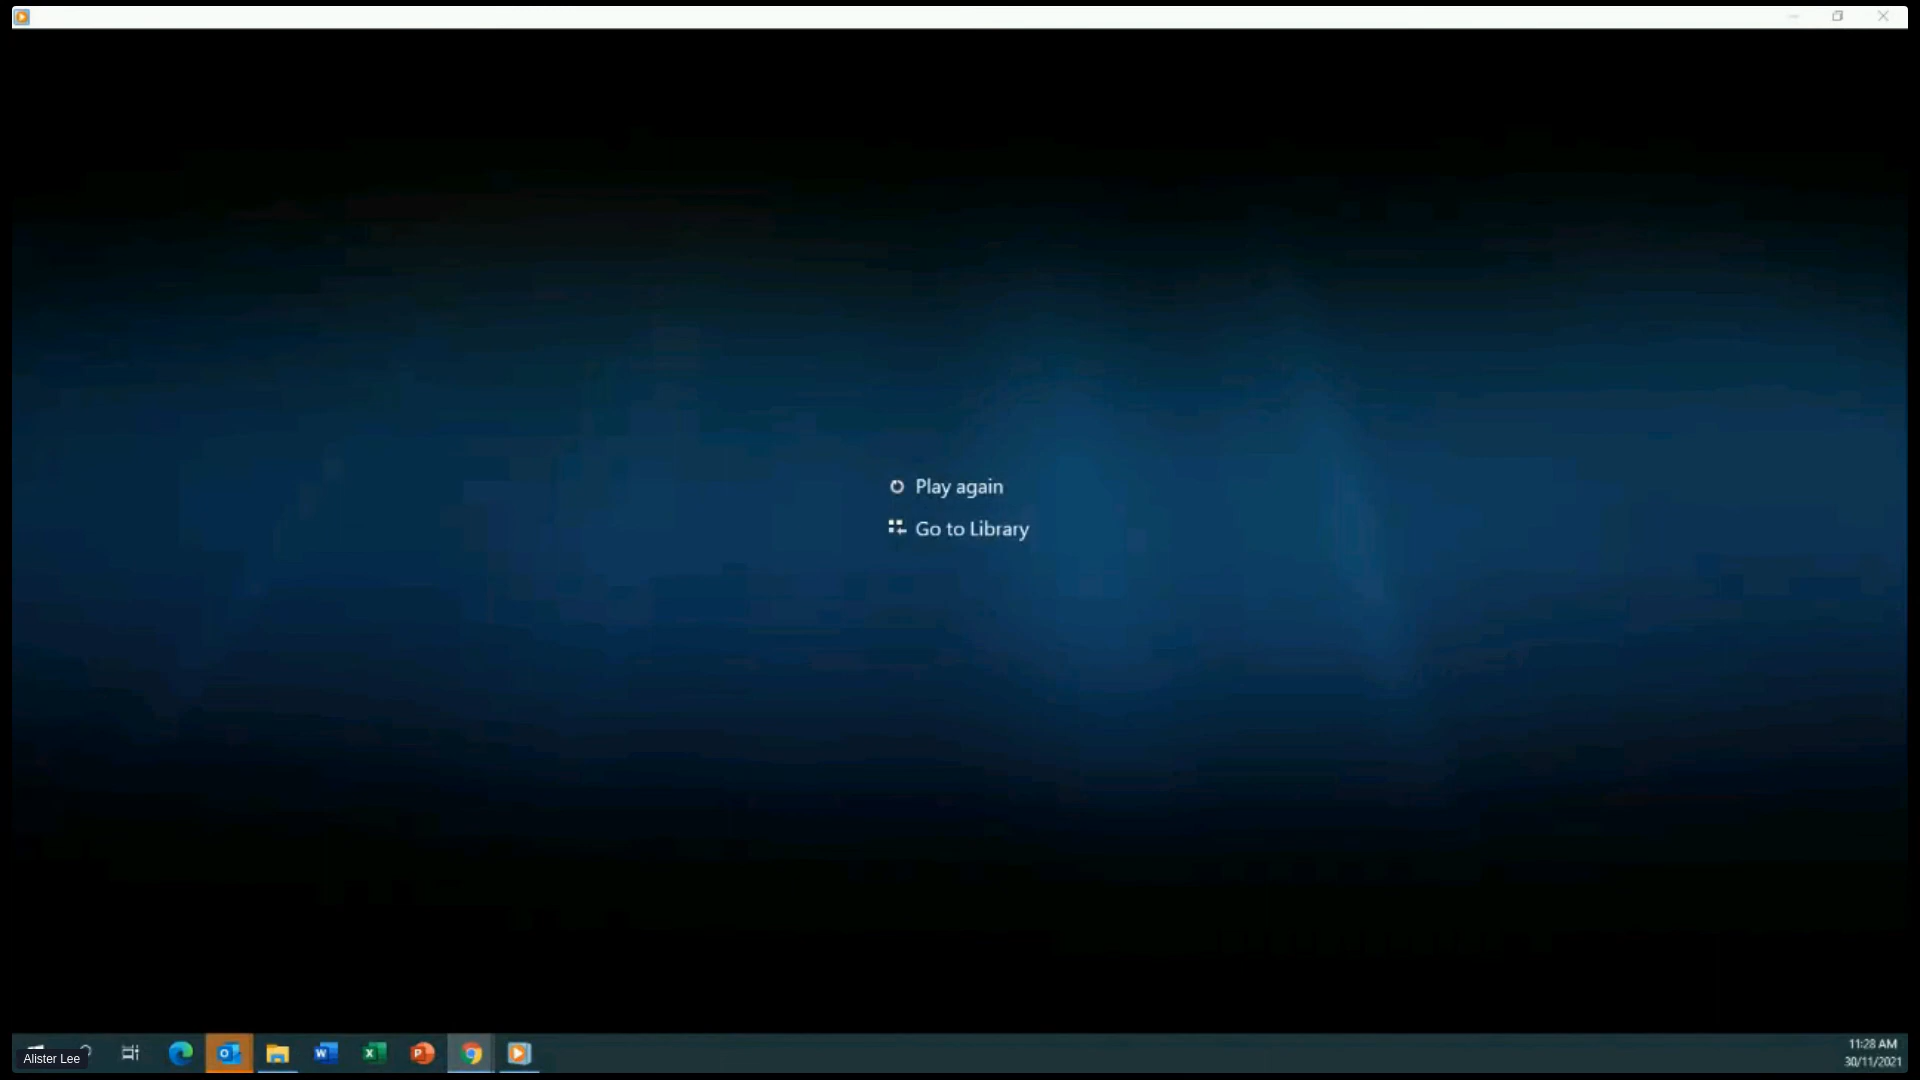 Play again
Go to Library
Alister Lee
11:28 AM
30/11/2021